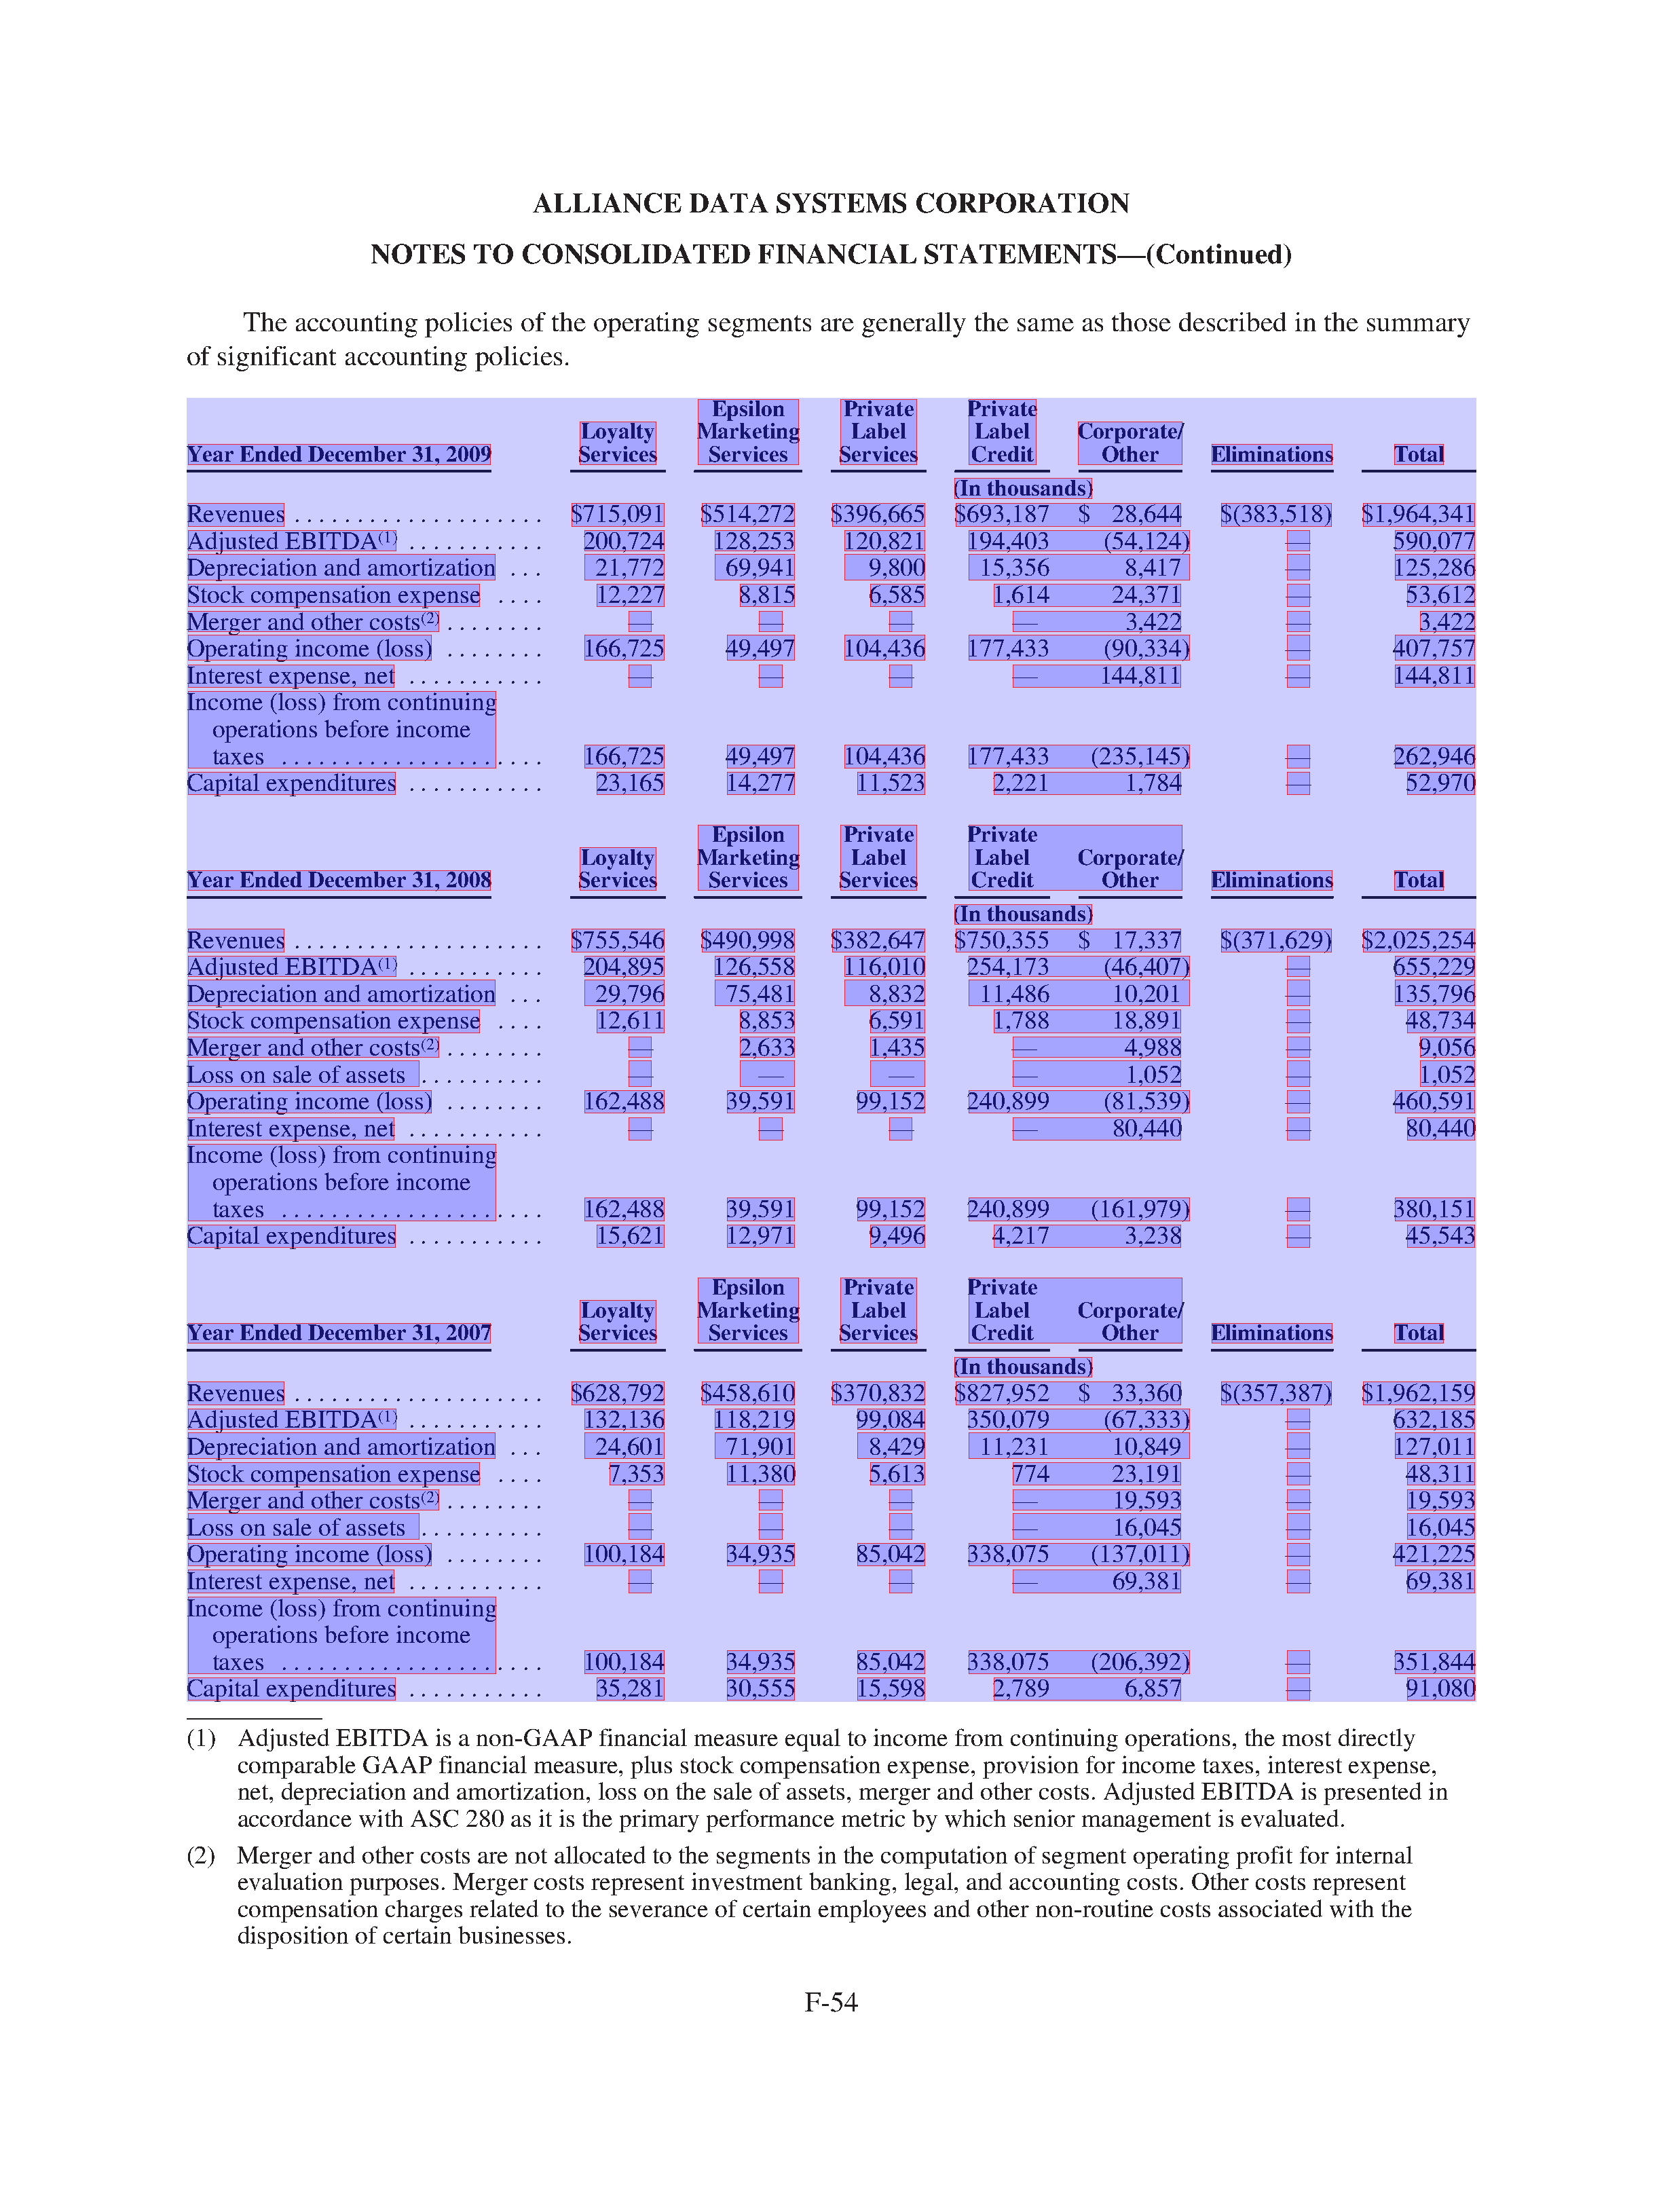 ALLIANCE DATA SYSTEMS CORPORATION
NOTES TO CONSOLIDATED FINANCIAL STATEMENTS—(Continued)
The accounting policies of the operating segments are generally the same as those described in the summary
of significant accounting policies.
Year Ended December 31, 2009 Loyalty Services Epsilon Marketing Services Private Label Services Private Label Credit Corporate/ Other Eliminations Total
(In thousands)
Revenues . . . . . . . . . . . . . . . . . . . . $715,091 $514,272 $396,665 $693,187 $ 28,644 $(383,518) $1,964,341
Adjusted EBITDA(1) . . . . . . . . . . . 200,724 128,253 120,821 194,403 (54,124) — 590,077
Depreciation and amortization . . . 21,772 69,941 9,800 15,356 8,417 — 125,286
Stock compensation expense . . . . 12,227 8,815 6,585 1,614 24,371 — 53,612
Merger and other costs(2) . . . . . . . . — — — — 3,422 — 3,422
Operating income (loss) . . . . . . . . 166,725 49,497 104,436 177,433 (90,334) — 407,757
Interest expense, net . . . . . . . . . . . — — — — 144,811 — 144,811
Income (loss) from continuing
operations before income
taxes . . . . . . . . . . . . . . . . . . . . . 166,725 49,497 104,436 177,433 (235,145) — 262,946
Capital expenditures . . . . . . . . . . . 23,165 14,277 11,523 2,221 1,784 — 52,970
Year Ended December 31, 2008 Loyalty Services Epsilon Marketing Services Private Label Services Private Label Credit Corporate/ Other Eliminations Total
(In thousands)
Revenues . . . . . . . . . . . . . . . . . . . . $755,546 $490,998 $382,647 $750,355 $ 17,337 $(371,629) $2,025,254
Adjusted EBITDA(1) . . . . . . . . . . . 204,895 126,558 116,010 254,173 (46,407) — 655,229
Depreciation and amortization . . . 29,796 75,481 8,832 11,486 10,201 — 135,796
Stock compensation expense . . . . 12,611 8,853 6,591 1,788 18,891 — 48,734
Merger and other costs(2) . . . . . . . . — 2,633 1,435 — 4,988 — 9,056
Loss on sale of assets . . . . . . . . . . — — — — 1,052 — 1,052
Operating income (loss) . . . . . . . . 162,488 39,591 99,152 240,899 (81,539) — 460,591
Interest expense, net . . . . . . . . . . . — — — — 80,440 — 80,440
Income (loss) from continuing
operations before income
taxes . . . . . . . . . . . . . . . . . . . . . 162,488 39,591 99,152 240,899 (161,979) — 380,151
Capital expenditures . . . . . . . . . . . 15,621 12,971 9,496 4,217 3,238 — 45,543
Year Ended December 31, 2007 Loyalty Services Epsilon Marketing Services Private Label Services Private Label Credit Corporate/ Other Eliminations Total
(In thousands)
Revenues . . . . . . . . . . . . . . . . . . . . $628,792 $458,610 $370,832 $827,952 $ 33,360 $(357,387) $1,962,159
Adjusted EBITDA(1) . . . . . . . . . . . 132,136 118,219 99,084 350,079 (67,333) — 632,185
Depreciation and amortization . . . 24,601 71,901 8,429 11,231 10,849 — 127,011
Stock compensation expense . . . . 7,353 11,380 5,613 774 23,191 — 48,311
Merger and other costs(2) . . . . . . . . — — — — 19,593 — 19,593
Loss on sale of assets . . . . . . . . . . — — — — 16,045 — 16,045
Operating income (loss) . . . . . . . . 100,184 34,935 85,042 338,075 (137,011) — 421,225
Interest expense, net . . . . . . . . . . . — — — — 69,381 — 69,381
Income (loss) from continuing
operations before income
taxes . . . . . . . . . . . . . . . . . . . . . 100,184 34,935 85,042 338,075 (206,392) — 351,844
Capital expenditures . . . . . . . . . . . 35,281 30,555 15,598 2,789 6,857 — 91,080
(1) Adjusted EBITDA is a non-GAAP financial measure equal to income from continuing operations, the most directly
comparable GAAP financial measure, plus stock compensation expense, provision for income taxes, interest expense,
net, depreciation and amortization, loss on the sale of assets, merger and other costs. Adjusted EBITDA is presented in
accordance with ASC 280 as it is the primary performance metric by which senior management is evaluated.
(2) Merger and other costs are not allocated to the segments in the computation of segment operating profit for internal
evaluation purposes. Merger costs represent investment banking, legal, and accounting costs. Other costs represent
compensation charges related to the severance of certain employees and other non-routine costs associated with the
disposition of certain businesses.
F-54